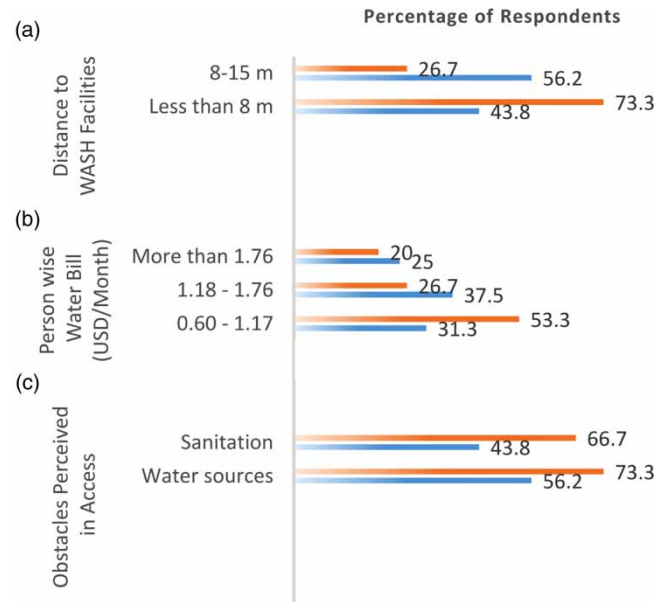 Percentage of Respondents
(a)
Distance to
WASH Facilities
8-15 m
26.7
56.2
Less than 8 m
73.3
43.8
(b)
Person wise
Water Bill
(USD/Month)
More than 1.76
20
25
1.18 - 1.76
26.7
37.5
0.60 - 1.17
53.3
31.3
(c)
Obstacles Perceived
in Access
Sanitation
66.7
43.8
Water sources
73.3
56.2